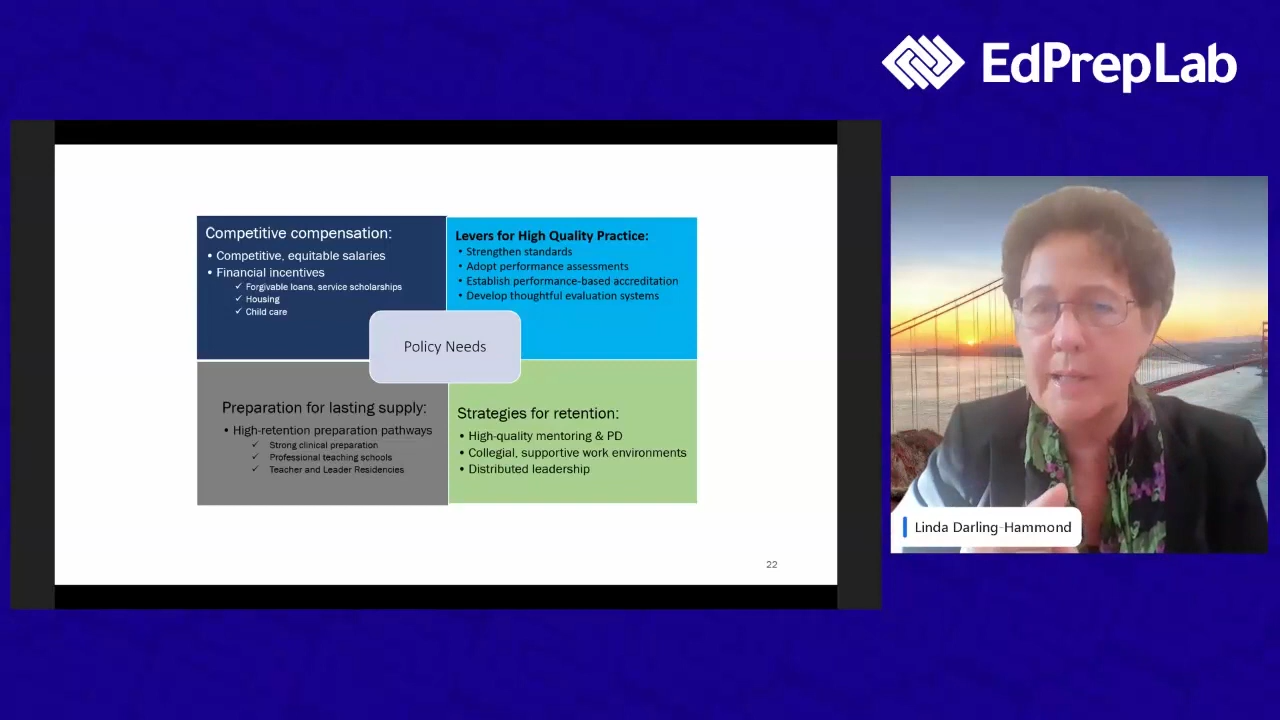 EdPrepLab
Competitive compensation:
• Competitive, equitable salaries
• Financial incentives
✓ Forgivable loans, service scholarships
✓ Housing
✓ Child care
Levers for High Quality Practice:
• Strengthen standards
• Adopt performance assessments
• Establish performance-based accreditation
• Develop thoughtful evaluation systems
Policy Needs
Preparation for lasting supply:
• High-retention preparation pathways
✓ Strong clinical preparation
✓ Professional teaching schools
✓ Teacher and Leader Residencies
Strategies for retention:
• High-quality mentoring & PD
• Collegial, supportive work environments
• Distributed leadership
22
Linda Darling-Hammond